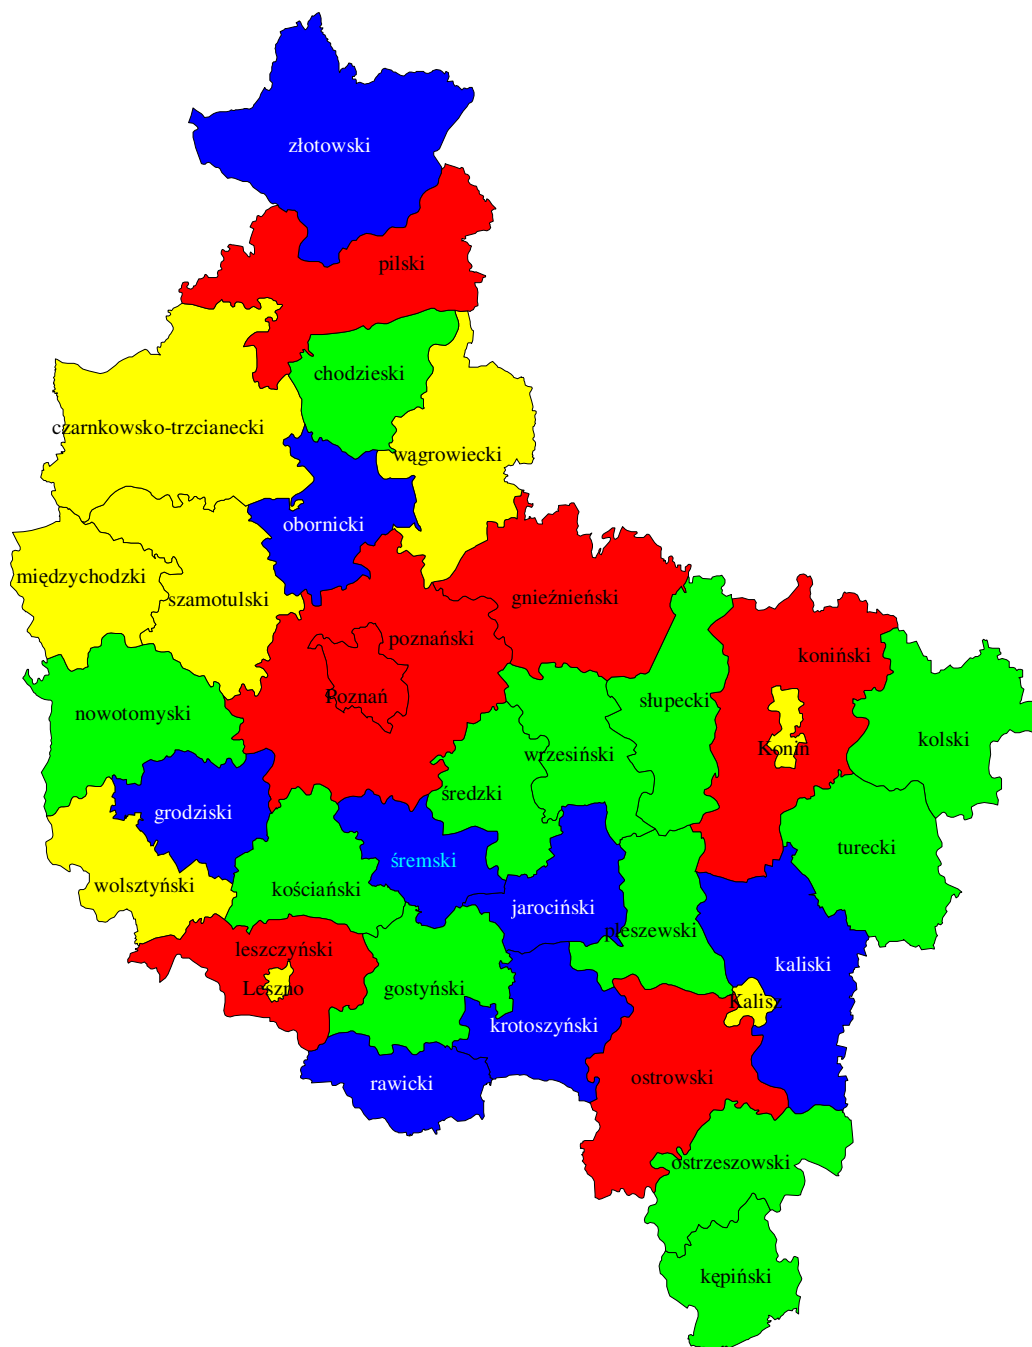 złotowski
pilski
chodzieski
czarnkowsko-trzcianecki
wągrowiecki
obornicki
międzychodzki
szamotulski
gnieźnieński
poznański
koniński
Poznań
słupecki
nowotomyski
wrzesiński
Konin
kolski
średzki
grodziski
turecki
śremski
wolsztyński
kościański
jarociński
pleszewski
leszczyński
kaliski
Leszno
gostyński
Kalisz
krotoszyński
ostrowski
rawicki
ostrzeszowski
kępiński